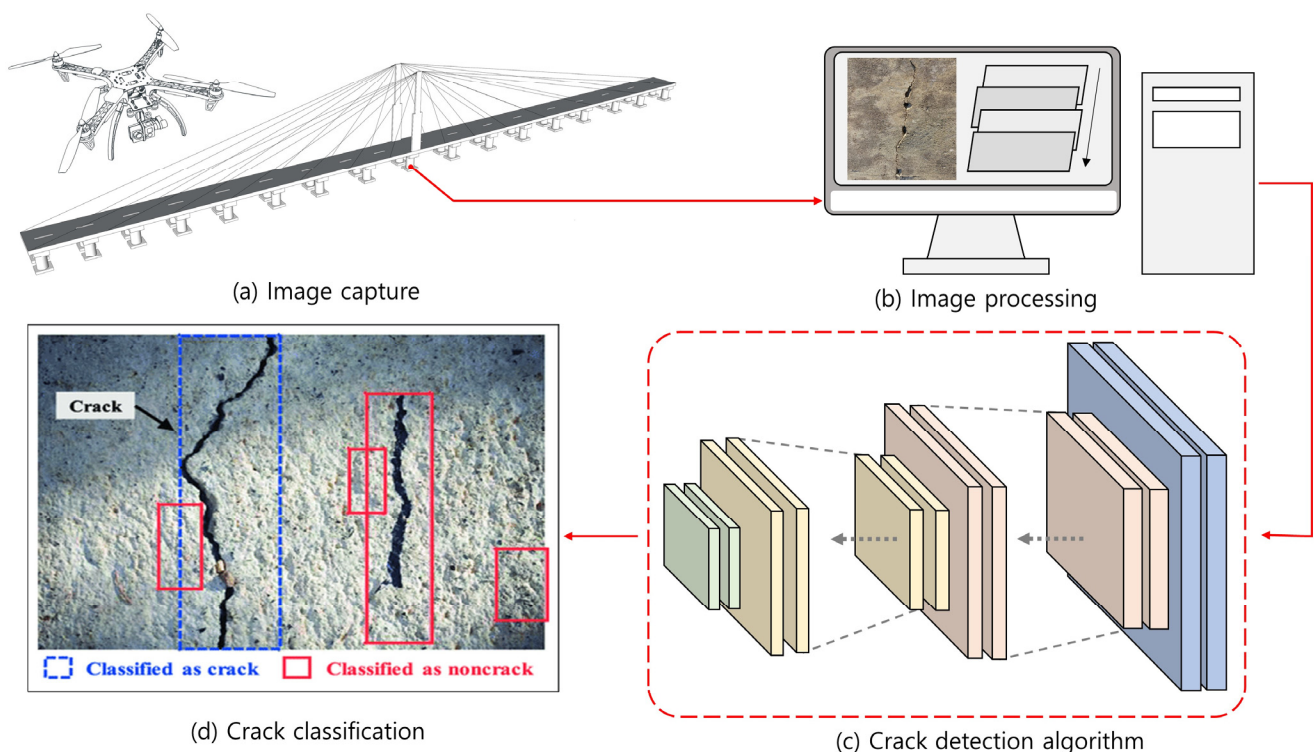 (a) Image capture
(b) Image processing
Crack
Classified as crack
Classified as noncrack
(d) Crack classification
(c) Crack detection algorithm